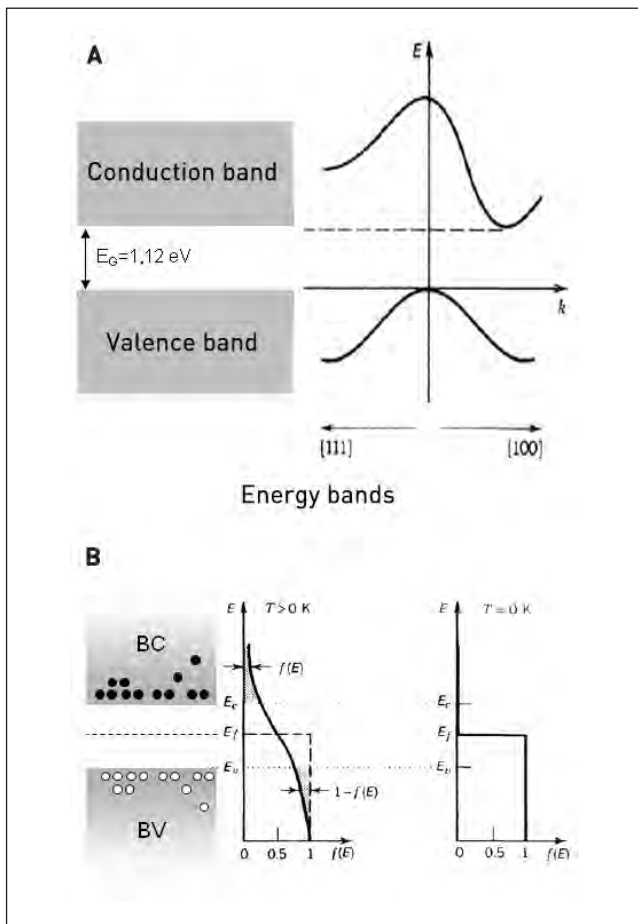 A
E
Conduction band
E_G=1,12 eV
k
Valence band
[111] [100]
Energy bands
B
E T > 0 K
E T = 0 K
BC
f(E)
E_c
E_c
E_f
E_f
E_v
E_v
1 − f(E)
BV
0 0.5 1 f(E)
0 0.5 1 f(E)